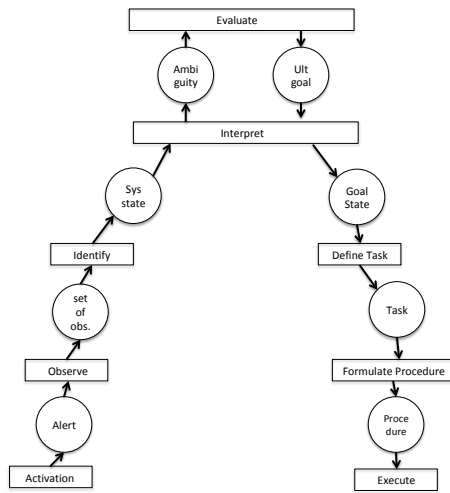 Evaluate
Ambi
guity
Ult
goal
Interpret
Sys
state
Goal
State
Identify
Define Task
set
of
obs.
Task
Observe
Formulate Procedure
Alert
Proce
dure
Activation
Execute